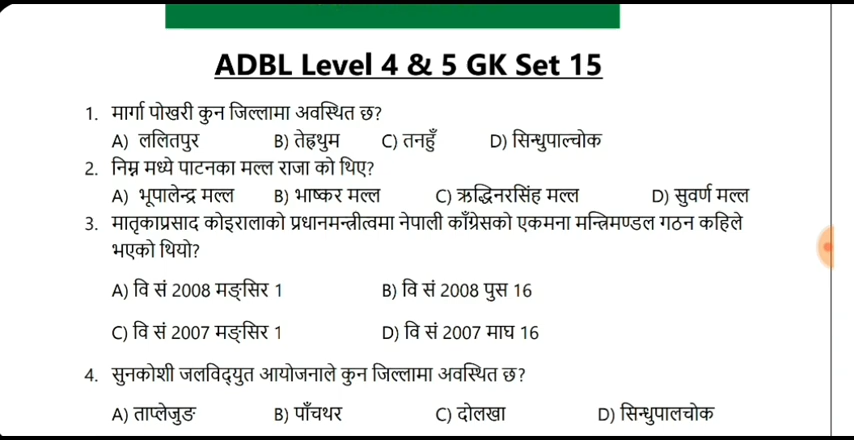 ADBL Level 4 & 5 GK Set 15
1. मार्गा पोखरी कुन जिल्लामा अवस्थित छ?
A) ललितपुर B) तेह्रथुम C) तनहुँ D) सिन्धुपाल्चोक
2. निम्न मध्ये पाटनका मल्ल राजा को थिए?
A) भूपालेन्द्र मल्ल B) भाष्कर मल्ल C) ऋद्धिनरसिंह मल्ल D) सुवर्ण मल्ल
3. मातृकाप्रसाद कोइरालाको प्रधानमन्त्रीत्वमा नेपाली काँग्रेसको एकमना मन्त्रिमण्डल गठन कहिले
भएको थियो?
A) वि सं 2008 मङ्सिर 1 B) वि सं 2008 पुस 16
C) वि सं 2007 मङ्सिर 1 D) वि सं 2007 माघ 16
4. सुनकोशी जलविद्युत आयोजनाले कुन जिल्लामा अवस्थित छ?
A) ताप्लेजुङ B) पाँचथर C) दोलखा D) सिन्धुपालचोक